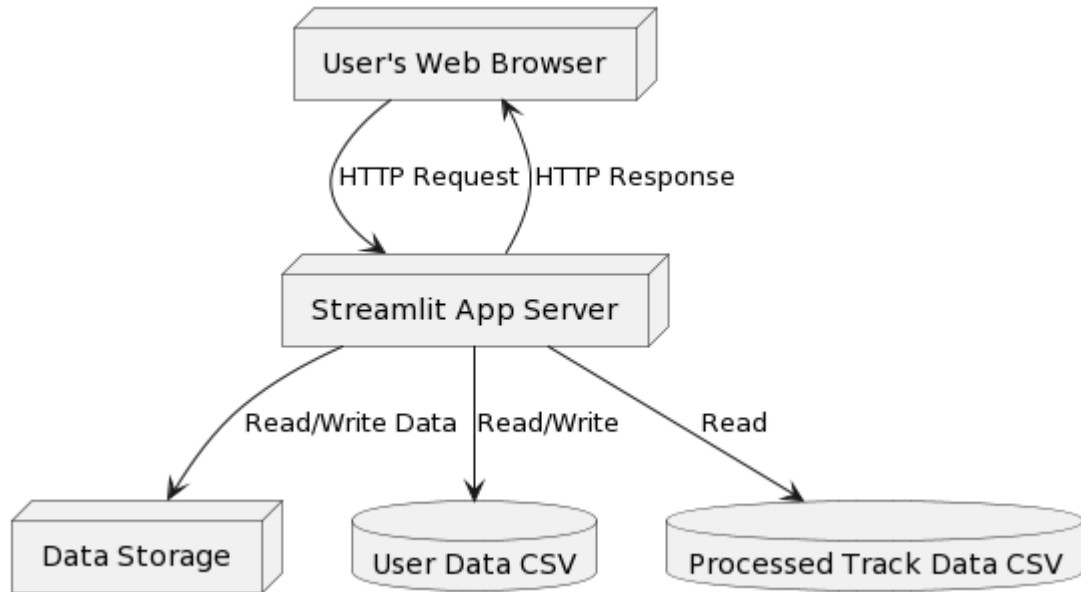 User's Web Browser
HTTP Request
HTTP Response
Streamlit App Server
Read/Write Data
Read/Write
Read
Data Storage
User Data CSV
Processed Track Data CSV